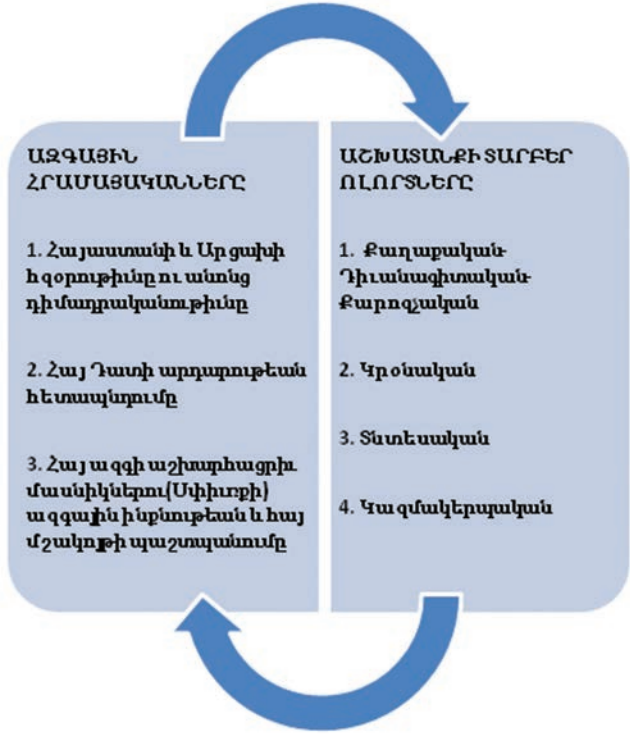 ԱԶԳԱՅԻՆ
ՀՐԱՄԱՅԱԿԱՆՆԵՐԸ
1. Հայաստանի և Արցախի
հզօրութիւնը ու անոնց
դիմադրականութիւնը
2. Հայ Դատի արդարութեան
հետապնդումը
3. Հայ ազգի աշխարհացրիւ
մասնիկներու(Սփիւռքի)
ազգային ինքնութեան և հայ
մշակոյթի պաշտպանումը
ԱՇԽԱՏԱՆՔԻ ՏԱՐԲԵՐ
ՈԼՈՐՏՆԵՐԸ
1. Քաղաքական-
Դիւանագիտական-
Քարոզչական
2. Կրօնական
3. Տնտեսական
4. Կազմակերպական